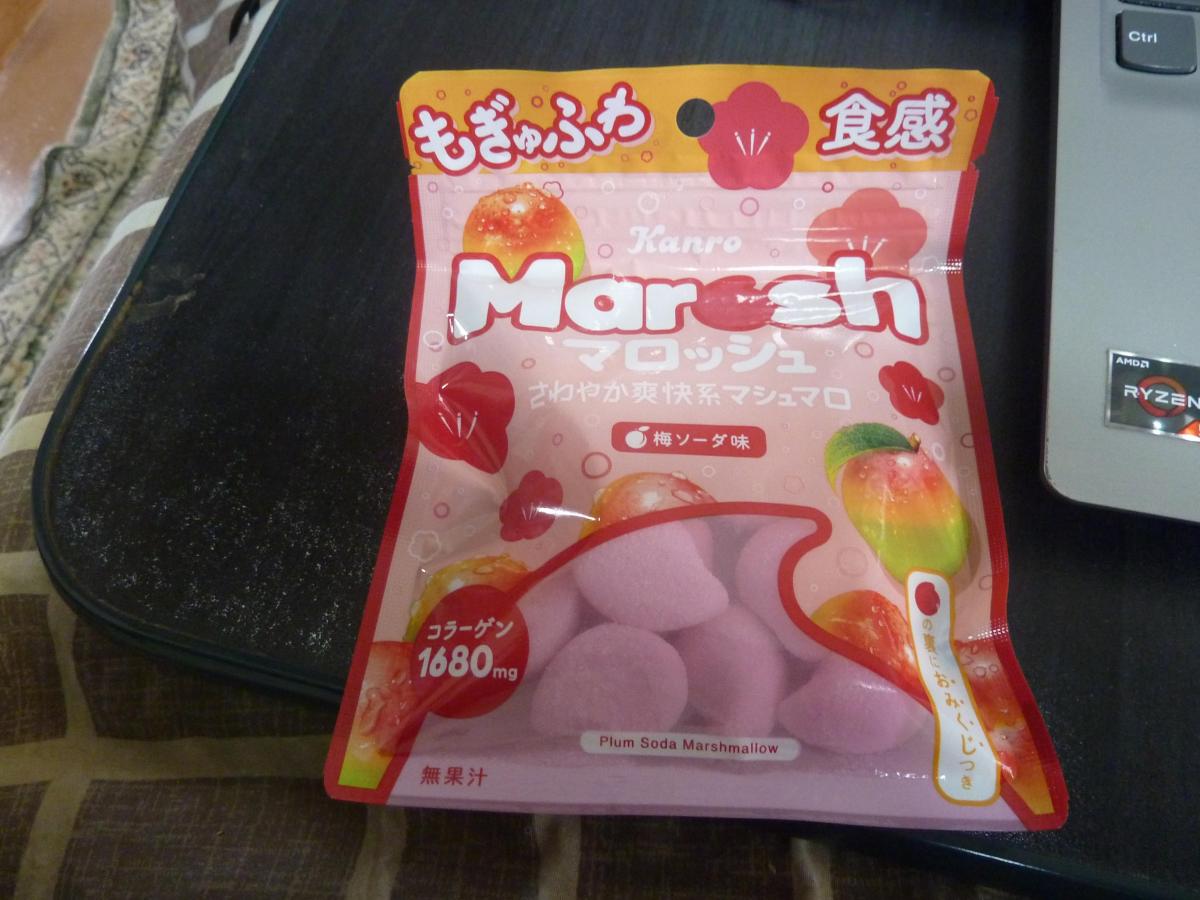 もぎゅふわ
食感
Kanro
Marosh
マロッシュ
さわやか爽快系マシュマロ
梅ソーダ味
コラーゲン
1680mg
の裏におみくじつき
Plum Soda Marshmallow
無果汁
Ctrl
AMD
RYZEN